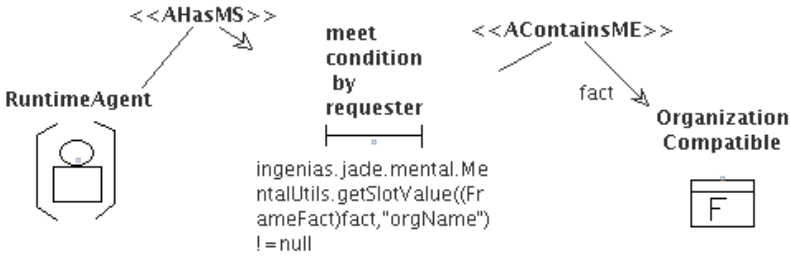 <<AHasMS>>
meet
condition
by
requester
<<AContainsME>>
RuntimeAgent
fact
Organization
Compatible
ingenias.jade.mental.Me
ntalUtils.getSlotValue((Fr
ameFact)fact,"orgName")
!=null
F